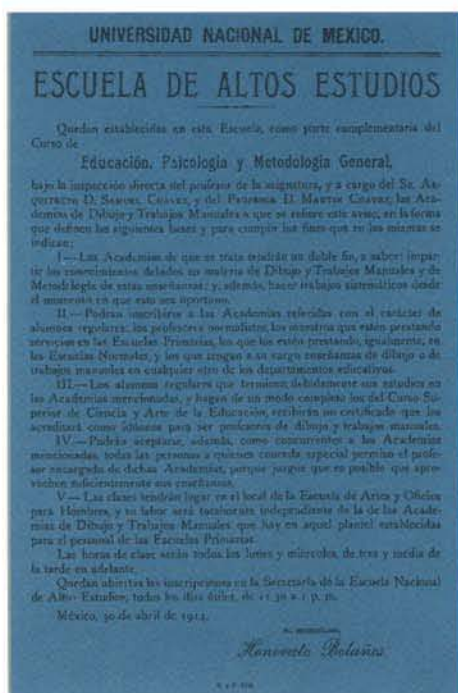 UNIVERSIDAD NACIONAL DE MEXICO.
ESCUELA DE ALTOS ESTUDIOS
Quedan establecidas en esta Escuela, como parte complementaria del
Curso de
Educación, Psicología y Metodología General,
bajo la inspección directa del profesor de la asignatura, y a cargo del Sr. Ar-
quitecto D. Samuel Chávez, y del Profesor D. Martín Chávez, las Aca-
demias de Dibujo y Trabajos Manuales a que se refiere este aviso, en la forma
que definen las siguientes bases y para cumplir los fines que en las mismas se
indican:
I—Las Academias de que se trata tendrán un doble fin, a saber: impar-
tir los conocimientos debidos en materia de Dibujo y Trabajos Manuales y de
Metodología de estas enseñanzas; y, además, hacer trabajos sistemáticos desde
el momento en que esto sea oportuno.
II.—Podrán inscribirse a las Academias referidas con el carácter de
alumnos regulares: los profesores normalistas, los maestros que estén prestando
servicios en las Escuelas Primarias, los que los estén prestando, igualmente, en
las Escuelas Normales, y los que tengan a su cargo enseñanzas de dibujo o de
trabajos manuales en cualquier otro de los departamentos educativos.
III.—Los alumnos regulares que terminen debidamente sus estudios en
las Academias mencionadas, y hagan de un modo completo los del Curso Su-
perior de Ciencia y Arte de la Educación, recibirán un certificado que los
acreditará como idóneos para ser profesores de dibujo y trabajos manuales.
IV.—Podrán aceptarse, además, como concurrentes a las Academias
mencionadas, todas las personas a quienes conceda especial permiso el profe-
sor encargado de dichas Academias, porque juzgue que es posible que apro-
vechen suficientemente sus enseñanzas.
V—Las clases tendrán lugar en el local de la Escuela de Artes y Oficios
para Hombres, y su labor será totalmente independiente de la de las Acade-
mias de Dibujo y Trabajos Manuales que hay en aquel plantel establecidas
para el personal de las Escuelas Primarias.
Las horas de clase serán todos los lunes y miércoles, de tres y media de
la tarde en adelante.
Quedan abiertas las inscripciones en la Secretaría de la Escuela Nacional
de Altos Estudios, todos los días útiles, de 11.30 a 1 p. m.
México, 30 de abril de
Honorato Bolaños